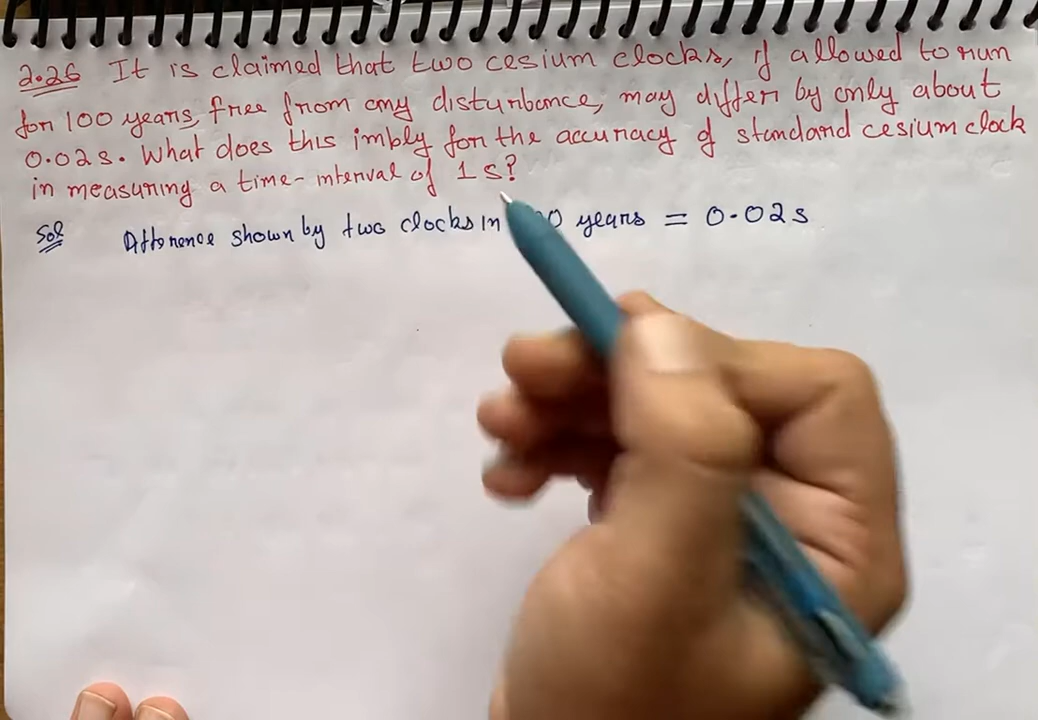 2.26 It is claimed that two cesium clocks, if allowed to run
for 100 years, free from any disturbance, may differ by only about
0.02 s. What does this imbly for the accuracy of standard cesium clock
in measuring a time-interval of 1 s?
Sol Difference shown by two clocks in years = 0.02 s